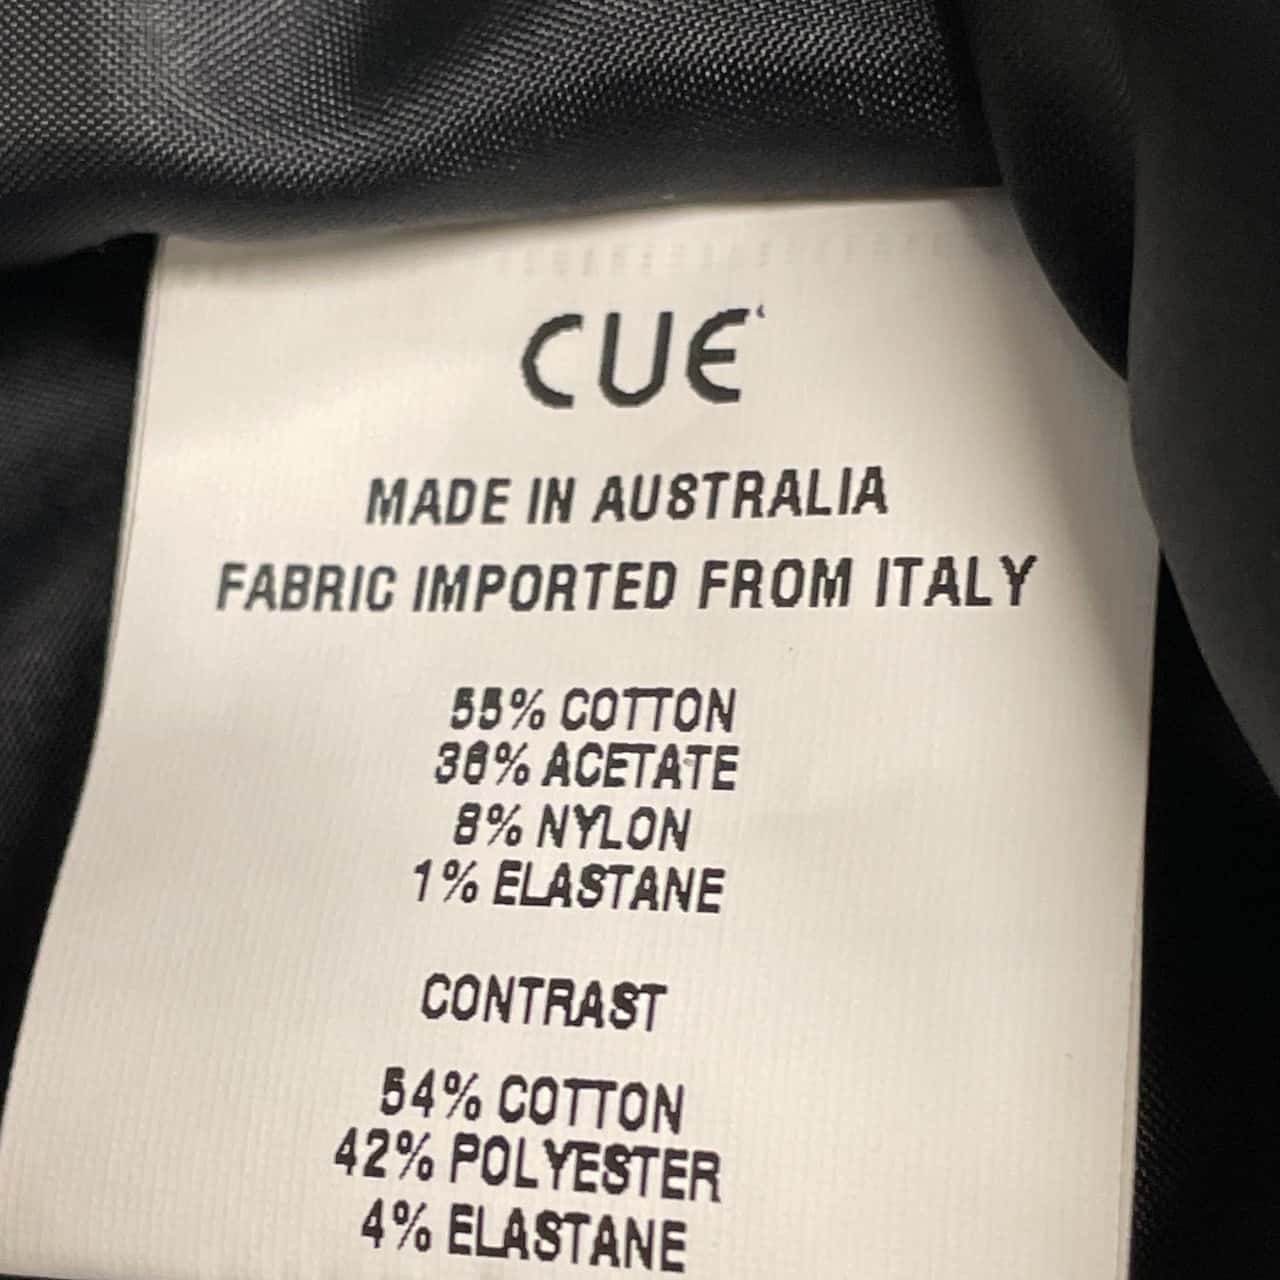 CUE
MADE IN AUSTRALIA
FABRIC IMPORTED FROM ITALY
55% COTTON
36% ACETATE
8% NYLON
1% ELASTANE
CONTRAST
54% COTTON
42% POLYESTER
4% ELASTANE